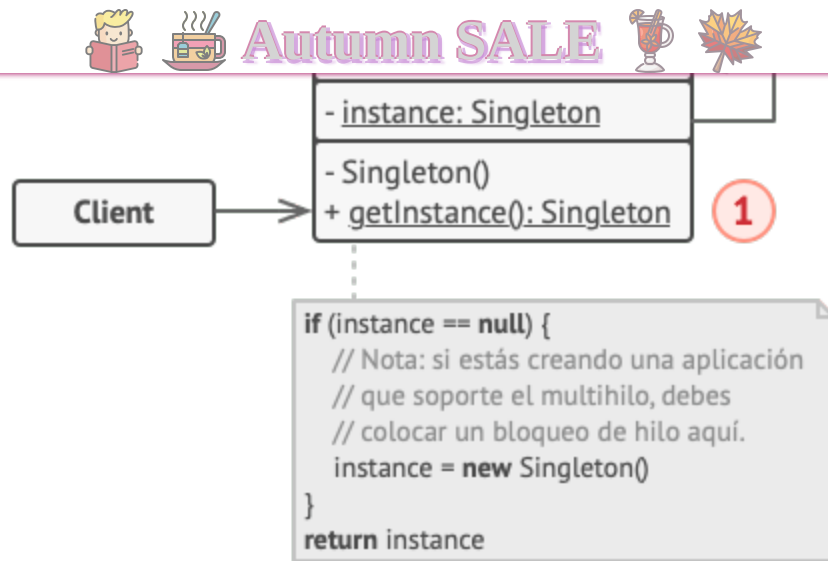 Autumn SALE
- instance: Singleton
- Singleton()
+ getInstance(): Singleton
Client
1
if (instance == null) {
// Nota: si estás creando una aplicación
// que soporte el multihilo, debes
// colocar un bloqueo de hilo aquí.
instance = new Singleton()
}
return instance